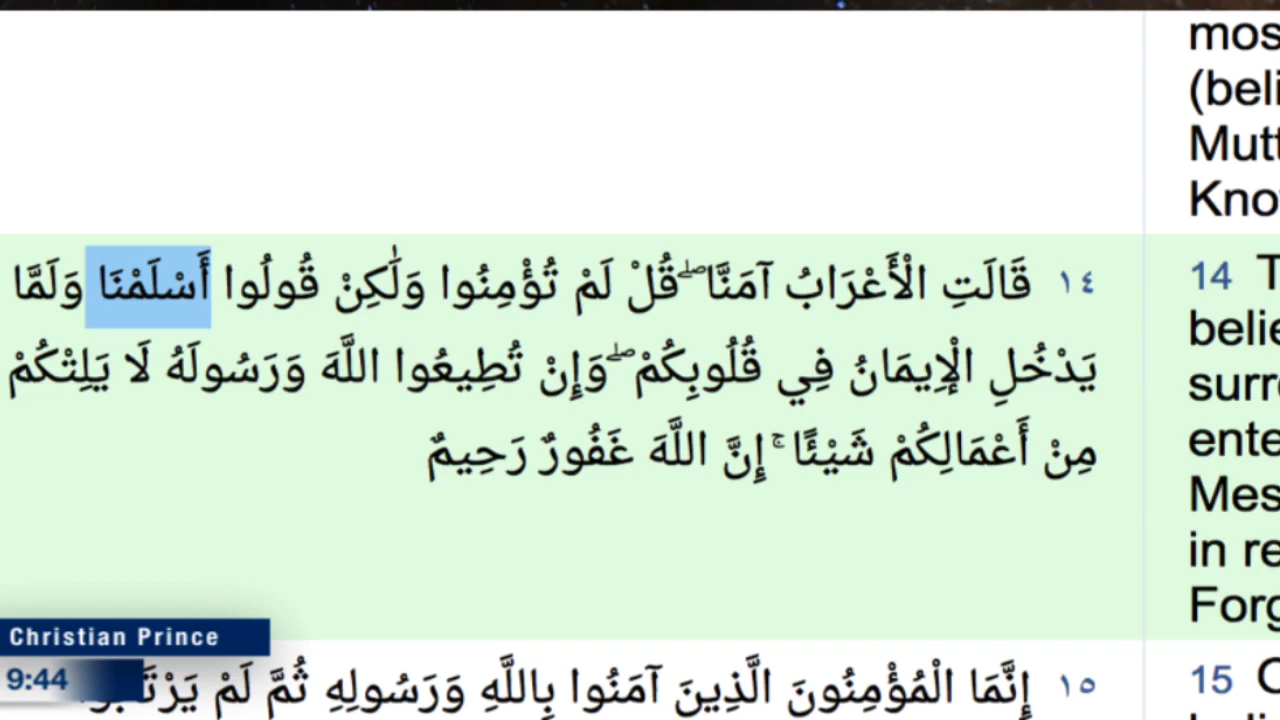 mos
(beli
Mutt
Kno
١٤ قَالَتِ الْأَعْرَابُ آمَنَّا ۖ قُلْ لَمْ تُؤْمِنُوا وَلَٰكِنْ قُولُوا أَسْلَمْنَا وَلَمَّا
يَدْخُلِ الْإِيمَانُ فِي قُلُوبِكُمْ ۖ وَإِنْ تُطِيعُوا اللَّهَ وَرَسُولَهُ لَا يَلِتْكُمْ
مِنْ أَعْمَالِكُمْ شَيْئًا ۚ إِنَّ اللَّهَ غَفُورٌ رَحِيمٌ
14 T
belie
surr
ente
Mes
in re
Forg
١٥ إِنَّمَا الْمُؤْمِنُونَ الَّذِينَ آمَنُوا بِاللَّهِ وَرَسُولِهِ ثُمَّ لَمْ
15
Christian Prince
9:44